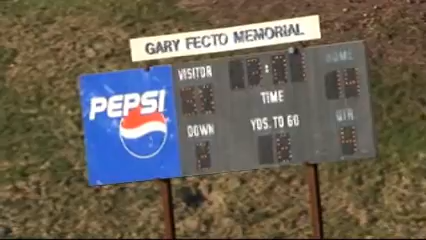 GARY FECTO MEMORIAL
PEPSI
VISITOR
HOME
TIME
DOWN
YDS. TO GO
QTR